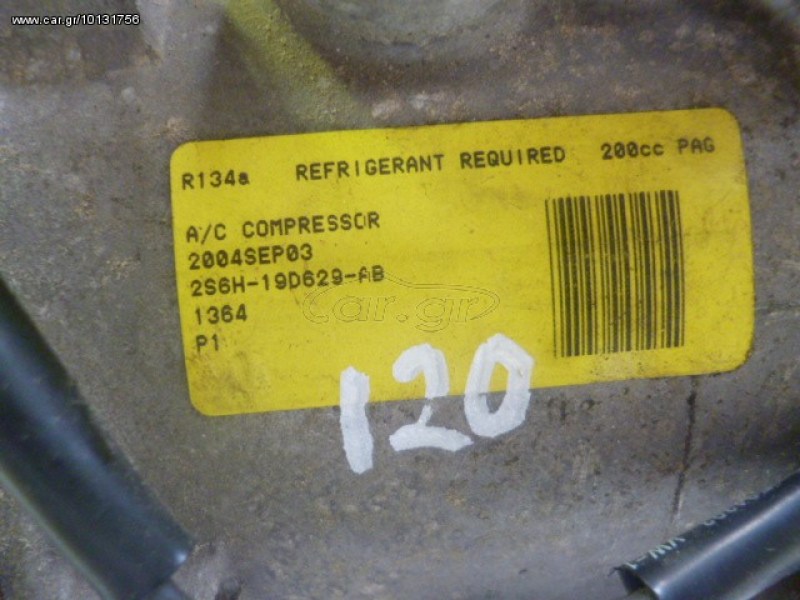 www.car.gr/10131756
R134a REFRIGERANT REQUIRED 200cc PAG
A/C COMPRESSOR
2004SEP03
2S6H-19D629-AB
car.gr
1364
P1
120